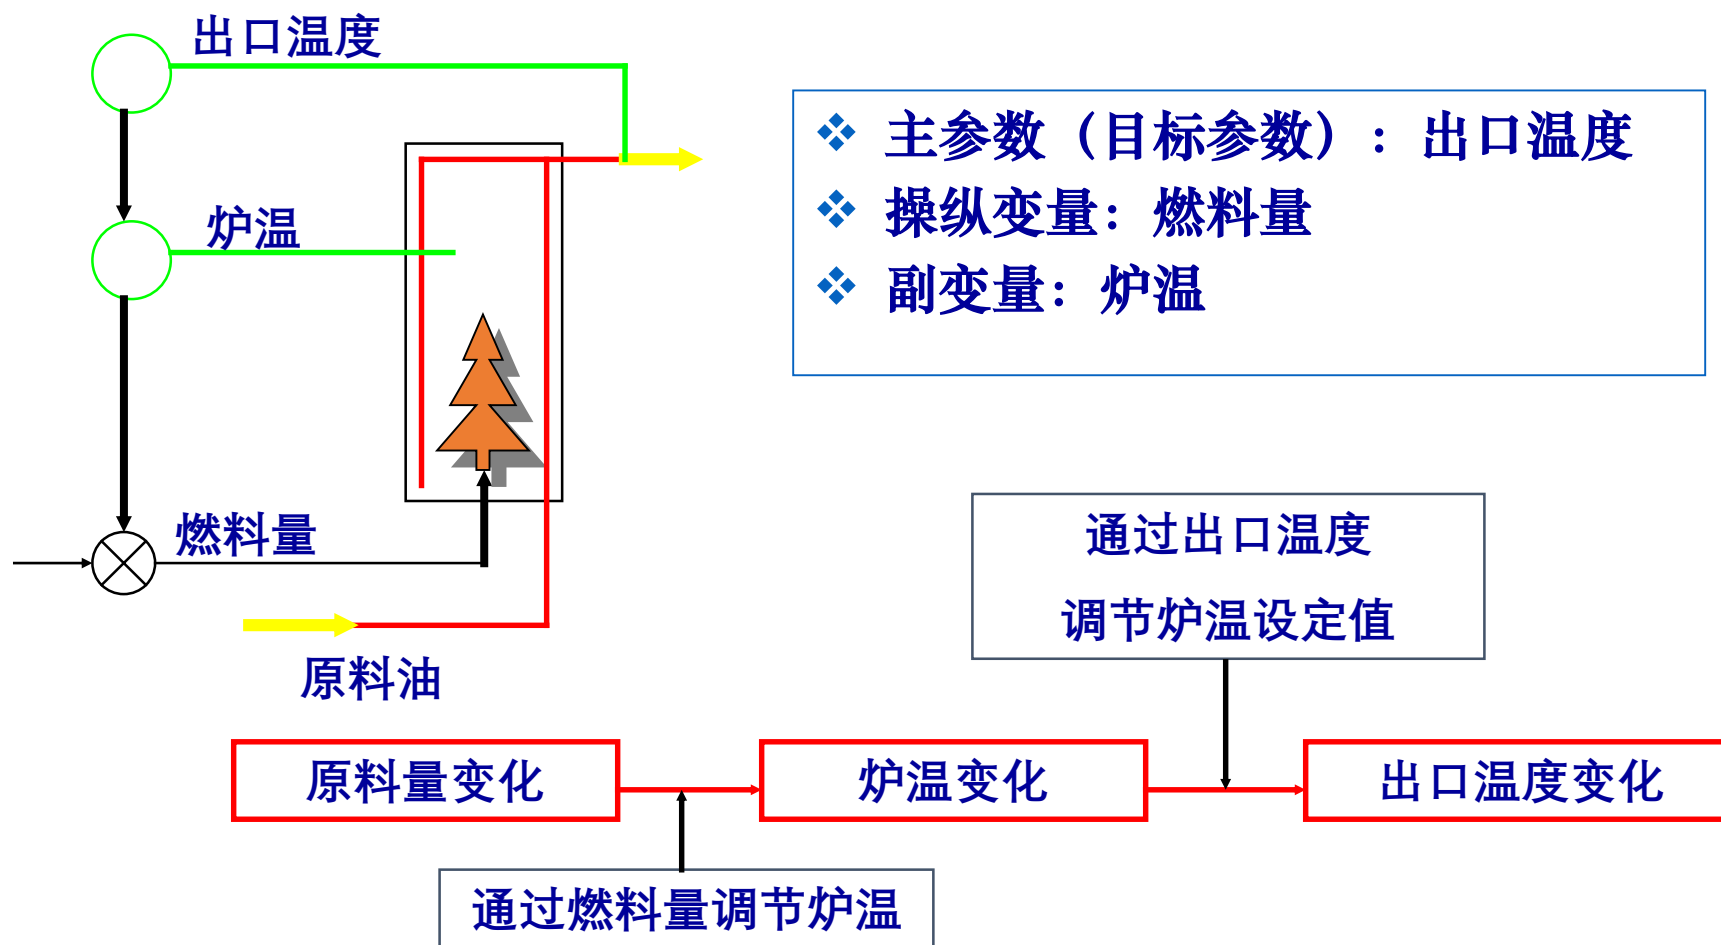 出口温度
主参数（目标参数）：出口温度
操纵变量：燃料量
副变量：炉温
炉温
燃料量
原料油
通过出口温度
调节炉温设定值
原料量变化
炉温变化
出口温度变化
通过燃料量调节炉温